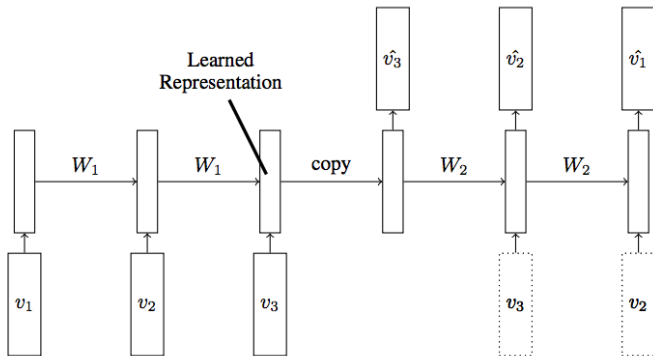 v̂₃
v̂₂
v̂₁
Learned
Representation
W₁
W₁
copy
W₂
W₂
v₁
v₂
v₃
v₃
v₂